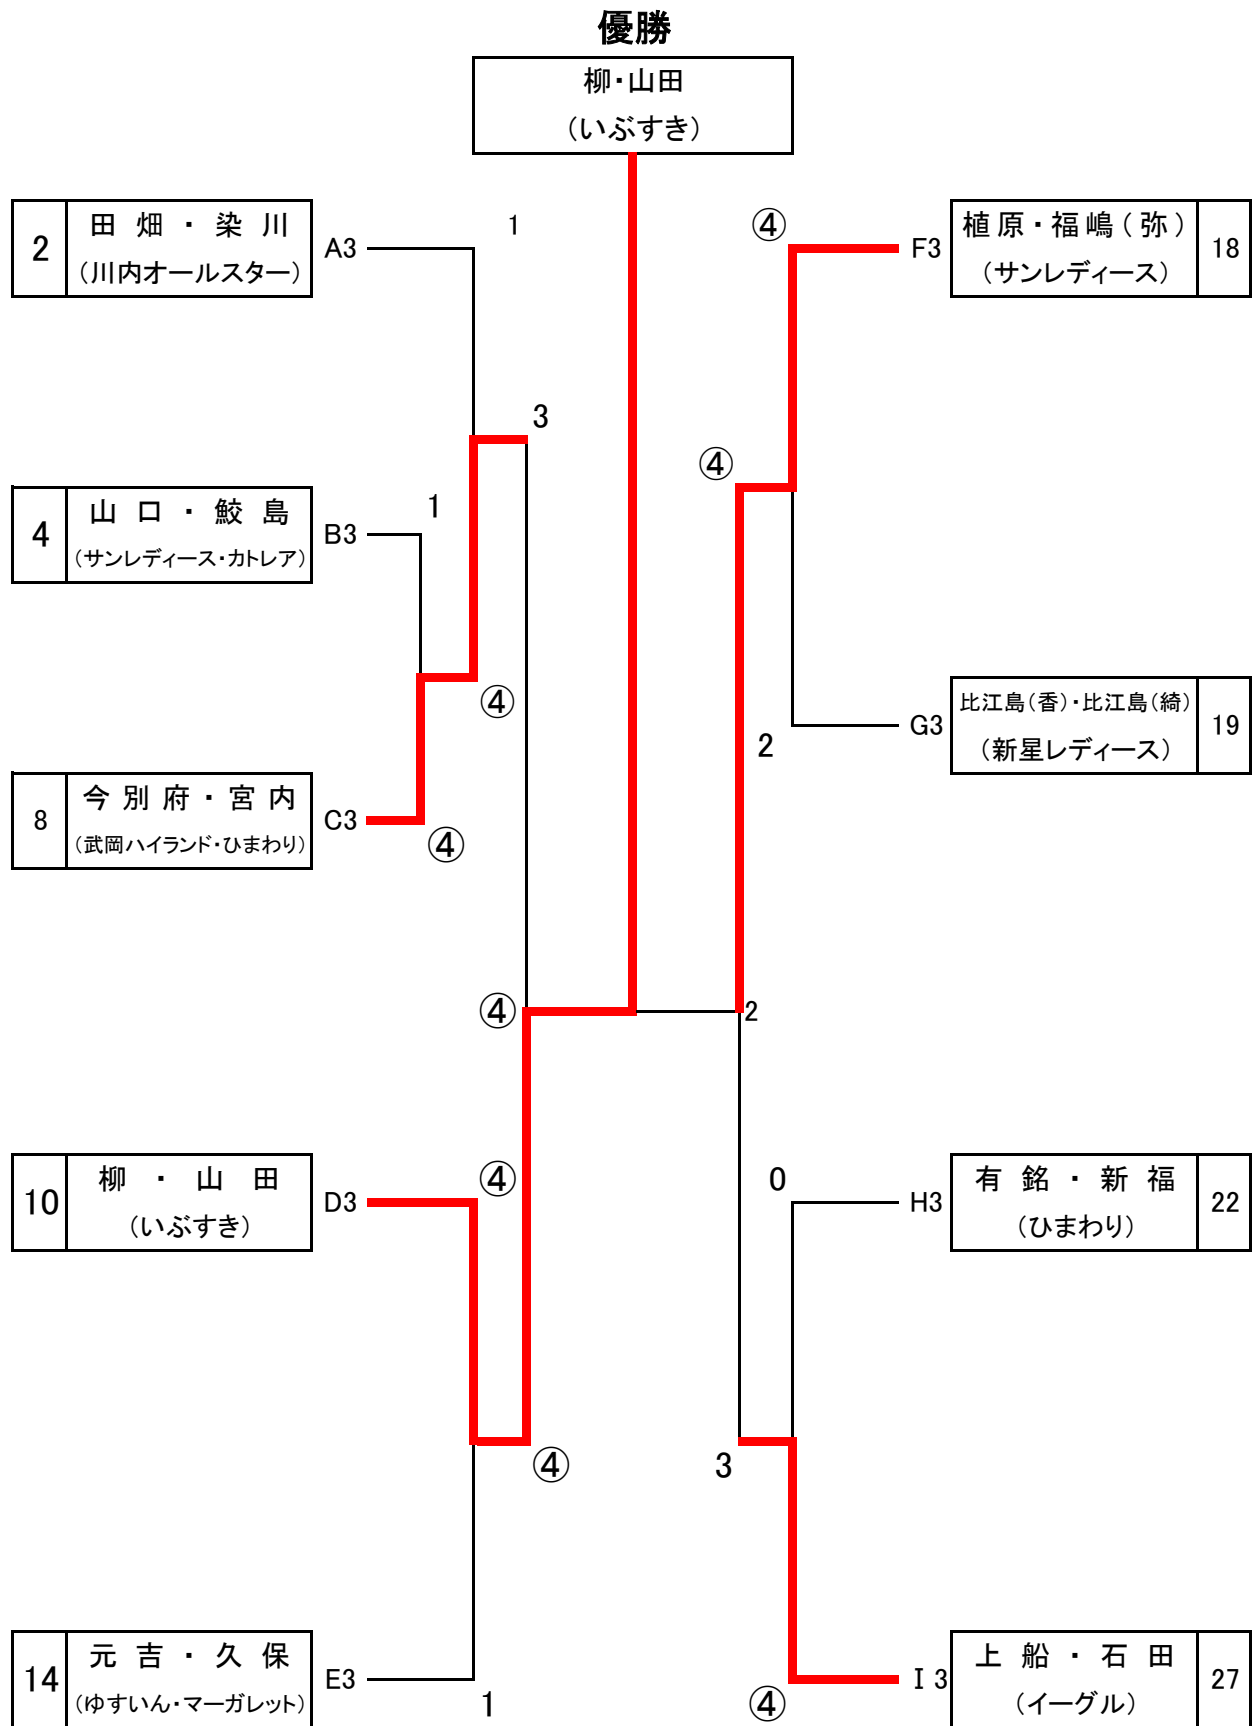 優勝
柳・山田
(いぶすき)
2
田畑・染川
(川内オールスター)
A3
1
④
F3
植原・福嶋(弥)
(サンレディース)
18
3
④
4
山口・鮫島
(サンレディース・カトレア)
B3
1
④
2
G3
比江島(香)・比江島(綺)
(新星レディース)
19
8
今別府・宮内
(武岡ハイランド・ひまわり)
C3
④
④
2
10
柳・山田
(いぶすき)
D3
④
0
H3
有銘・新福
(ひまわり)
22
④
3
14
元吉・久保
(ゆすいん・マーガレット)
E3
1
④
I 3
上船・石田
(イーグル)
27